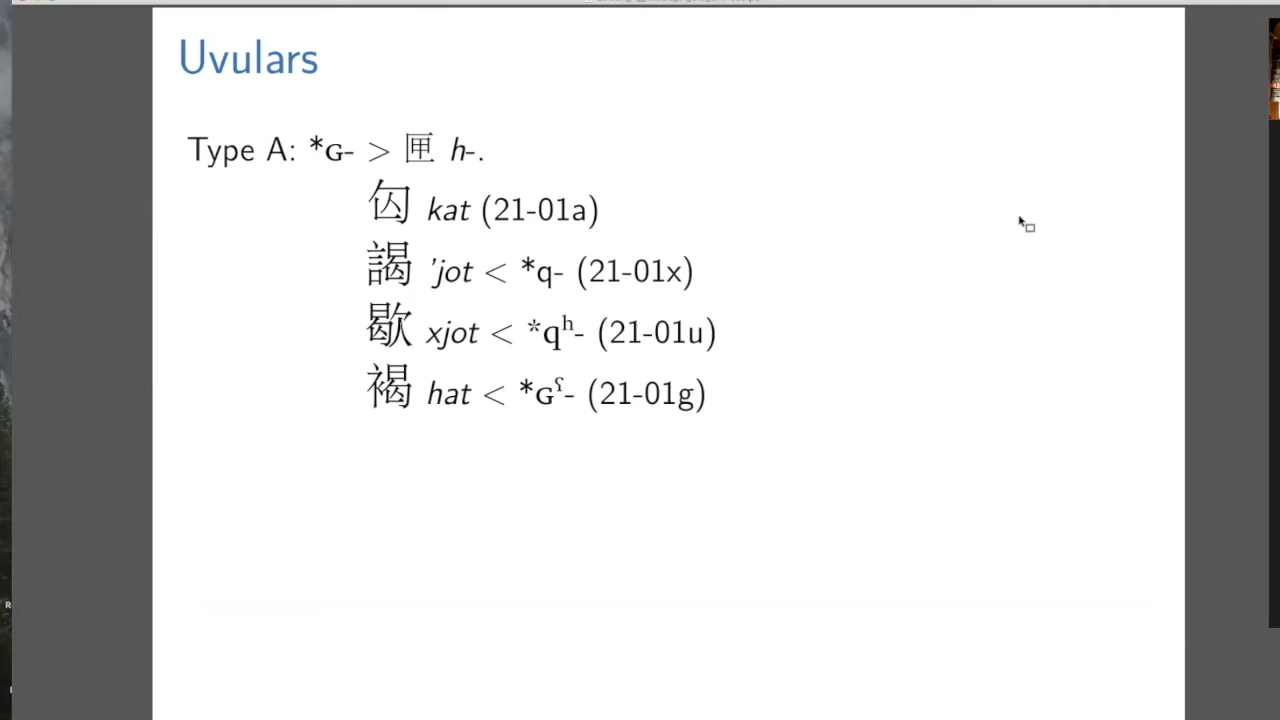 Uvulars
Type A: *ɢ- > 匣 h-.
匃 kat (21-01a)
謁 ’jot < *q- (21-01x)
歇 xjot < *qʰ- (21-01u)
褐 hat < *ɢˤ- (21-01g)